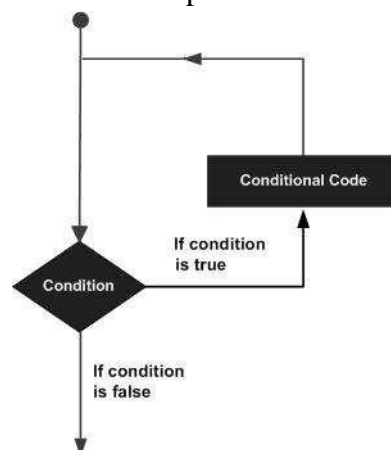 Conditional Code
If condition
is true
Condition
If condition
is false